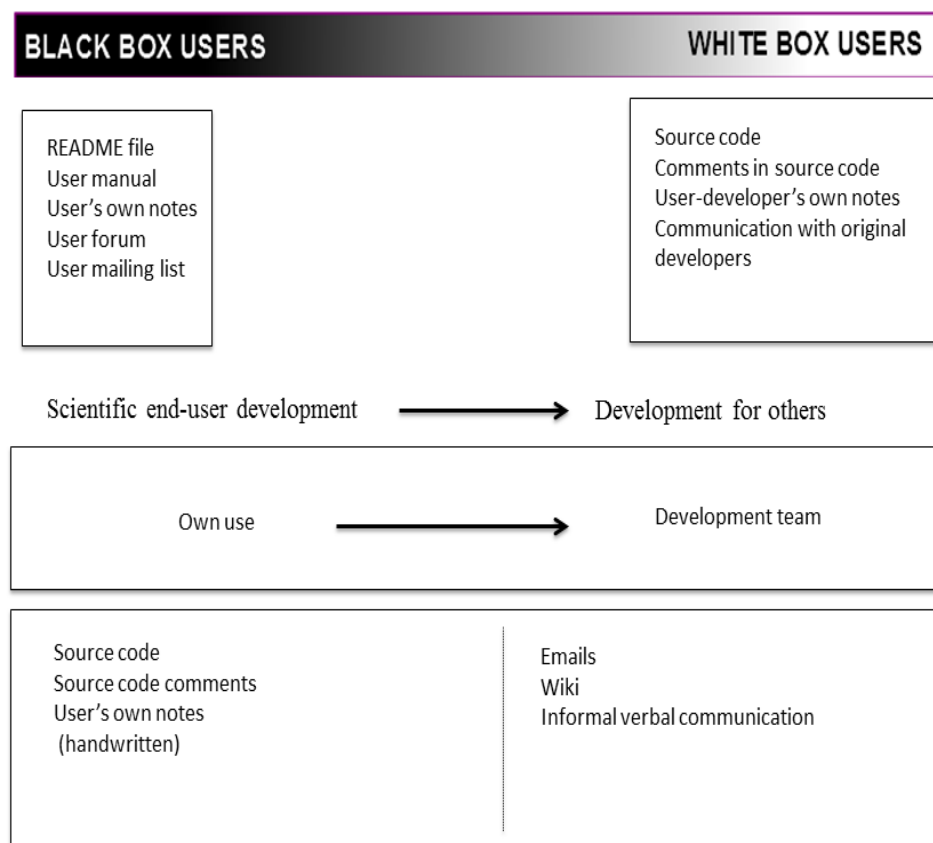 BLACK BOX USERS
WHITE BOX USERS
README file
User manual
User's own notes
User forum
User mailing list
Source code
Comments in source code
User-developer's own notes
Communication with original
developers
Scientific end-user development
Development for others
Own use
Development team
Source code
Source code comments
User's own notes
(handwritten)
Emails
Wiki
Informal verbal communication